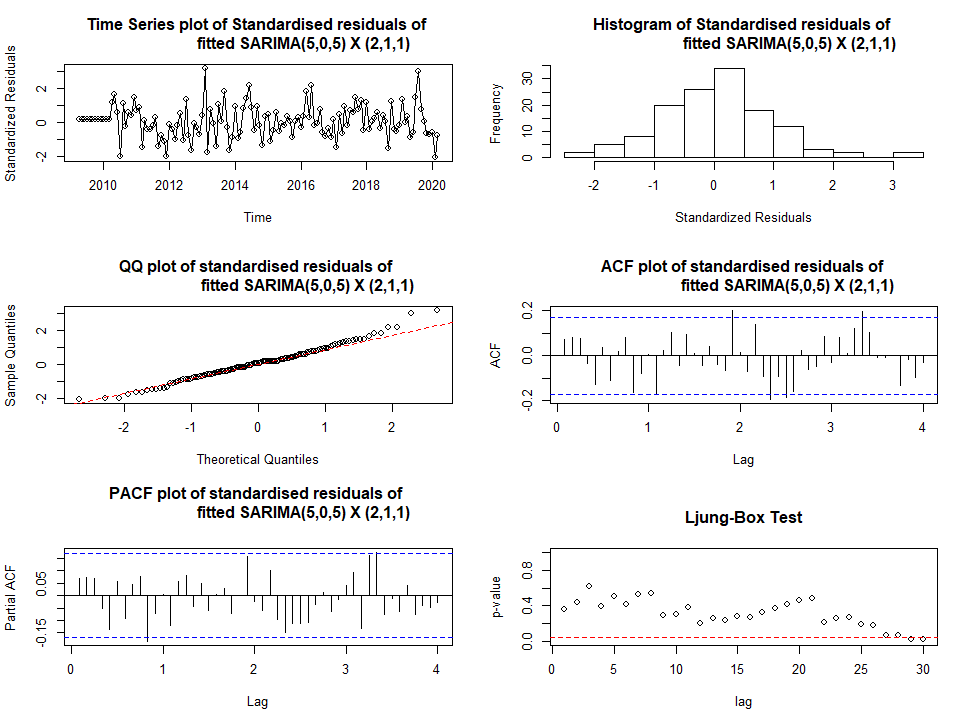 Time Series plot of Standardised residuals of
fitted SARIMA(5,0,5) X (2,1,1)
Standardized Residuals
-2 0 2
2010 2012 2014 2016 2018 2020
Time
Histogram of Standardised residuals of
fitted SARIMA(5,0,5) X (2,1,1)
Frequency
0 10 20 30
-2 -1 0 1 2 3
Standardized Residuals
QQ plot of standardised residuals of
fitted SARIMA(5,0,5) X (2,1,1)
Sample Quantiles
-2 0 2
-2 -1 0 1 2
Theoretical Quantiles
ACF plot of standardised residuals of
fitted SARIMA(5,0,5) X (2,1,1)
ACF
-0.2 0.0 0.2
0 1 2 3 4
Lag
PACF plot of standardised residuals of
fitted SARIMA(5,0,5) X (2,1,1)
Partial ACF
-0.15 0.05
0 1 2 3 4
Lag
Ljung-Box Test
p-value
0.0 0.4 0.8
0 5 10 15 20 25 30
lag